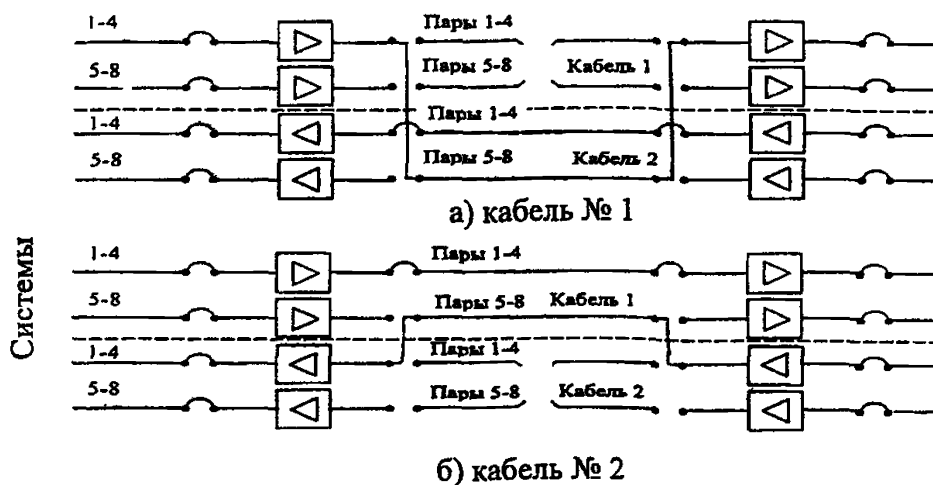 1-4 Пары 1-4
5-8 Пары 5-8 Кабель 1
1-4 Пары 1-4
5-8 Пары 5-8 Кабель 2
а) кабель № 1
Системы
1-4 Пары 1-4
5-8 Пары 5-8 Кабель 1
1-4 Пары 1-4
5-8 Пары 5-8 Кабель 2
б) кабель № 2